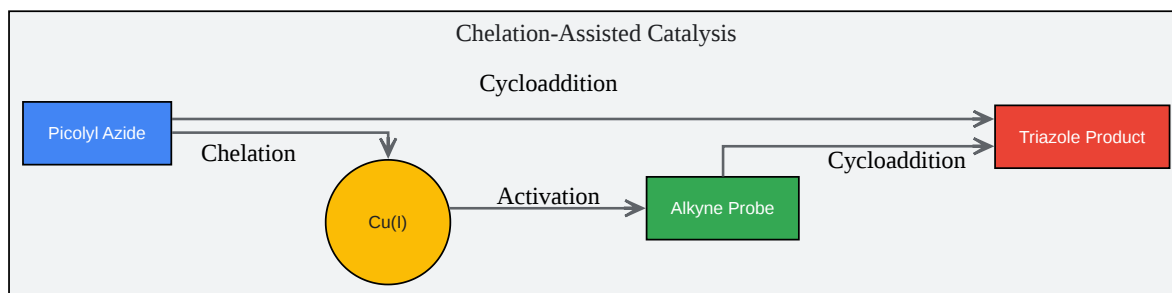 Chelation-Assisted Catalysis
Cycloaddition
Picolyl Azide
Triazole Product
Chelation
Cycloaddition
Activation
Alkyne Probe
Cu(I)